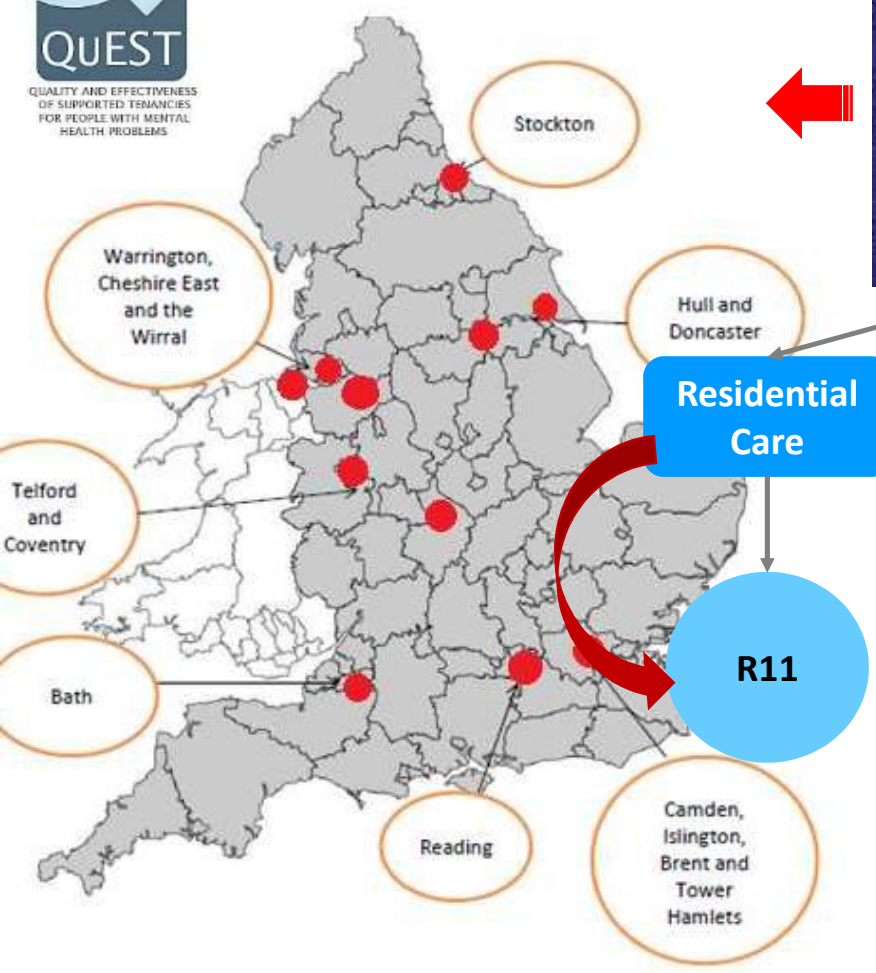 QuEST
QUALITY AND EFFECTIVENESS
OF SUPPORTED TENANCIES
FOR PEOPLE WITH MENTAL
HEALTH PROBLEMS
Stockton
Warrington,
Cheshire East
and the
Wirral
Hull and
Doncaster
Residential
Care
Telford
and
Coventry
R11
Bath
Reading
Camden,
Islington,
Brent and
Tower
Hamlets